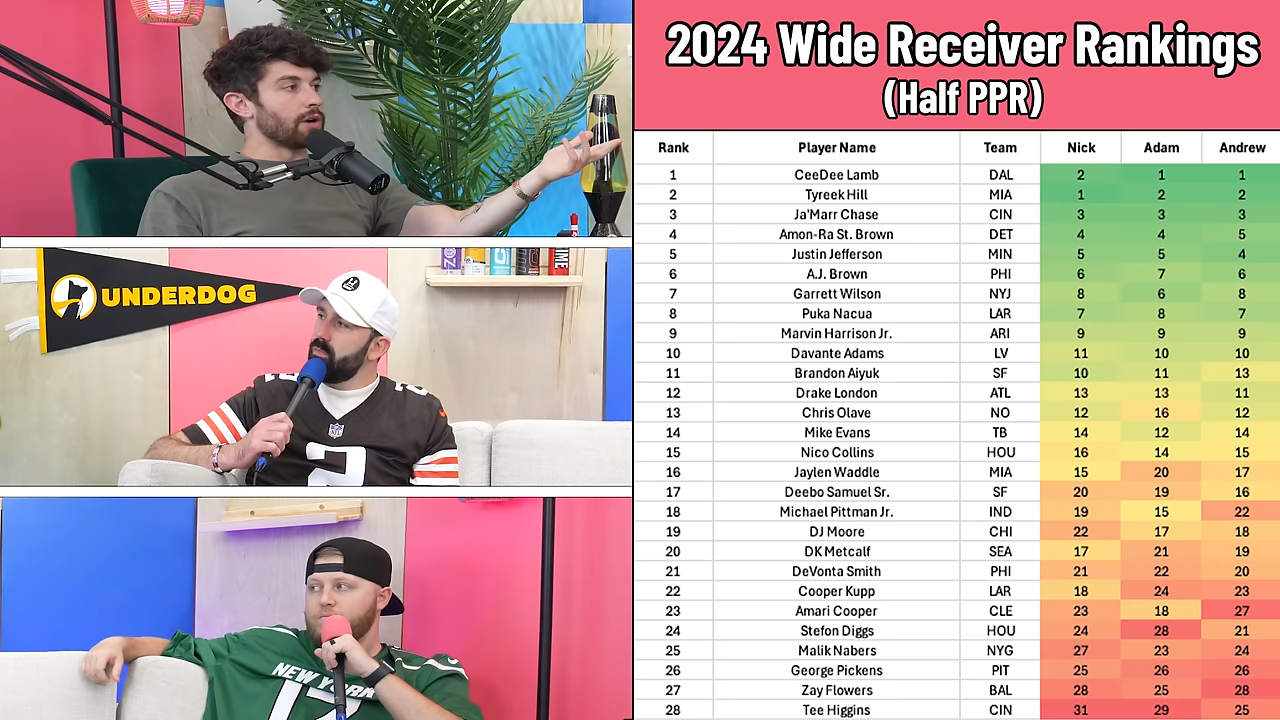 2024 Wide Receiver Rankings
(Half PPR)
Rank Player Name Team Nick Adam Andrew
1 CeeDee Lamb DAL 2 1 1
2 Tyreek Hill MIA 1 2 2
3 Ja'Marr Chase CIN 3 3 3
4 Amon-Ra St. Brown DET 4 4 5
5 Justin Jefferson MIN 5 5 4
6 A.J. Brown PHI 6 7 6
7 Garrett Wilson NYJ 8 6 8
8 Puka Nacua LAR 7 8 7
9 Marvin Harrison Jr. ARI 9 9 9
10 Davante Adams LV 11 10 10
11 Brandon Aiyuk SF 10 11 13
12 Drake London ATL 13 13 11
13 Chris Olave NO 12 16 12
14 Mike Evans TB 14 12 14
15 Nico Collins HOU 16 14 15
16 Jaylen Waddle MIA 15 20 17
17 Deebo Samuel Sr. SF 20 19 16
18 Michael Pittman Jr. IND 19 15 22
19 DJ Moore CHI 22 17 18
20 DK Metcalf SEA 17 21 19
21 DeVonta Smith PHI 21 22 20
22 Cooper Kupp LAR 18 24 23
23 Amari Cooper CLE 23 18 27
24 Stefon Diggs HOU 24 28 21
25 Malik Nabers NYG 27 23 24
26 George Pickens PIT 25 26 26
27 Zay Flowers BAL 28 25 28
28 Tee Higgins CIN 31 29 25
UNDERDOG
NFL
2
NEW YORK
17